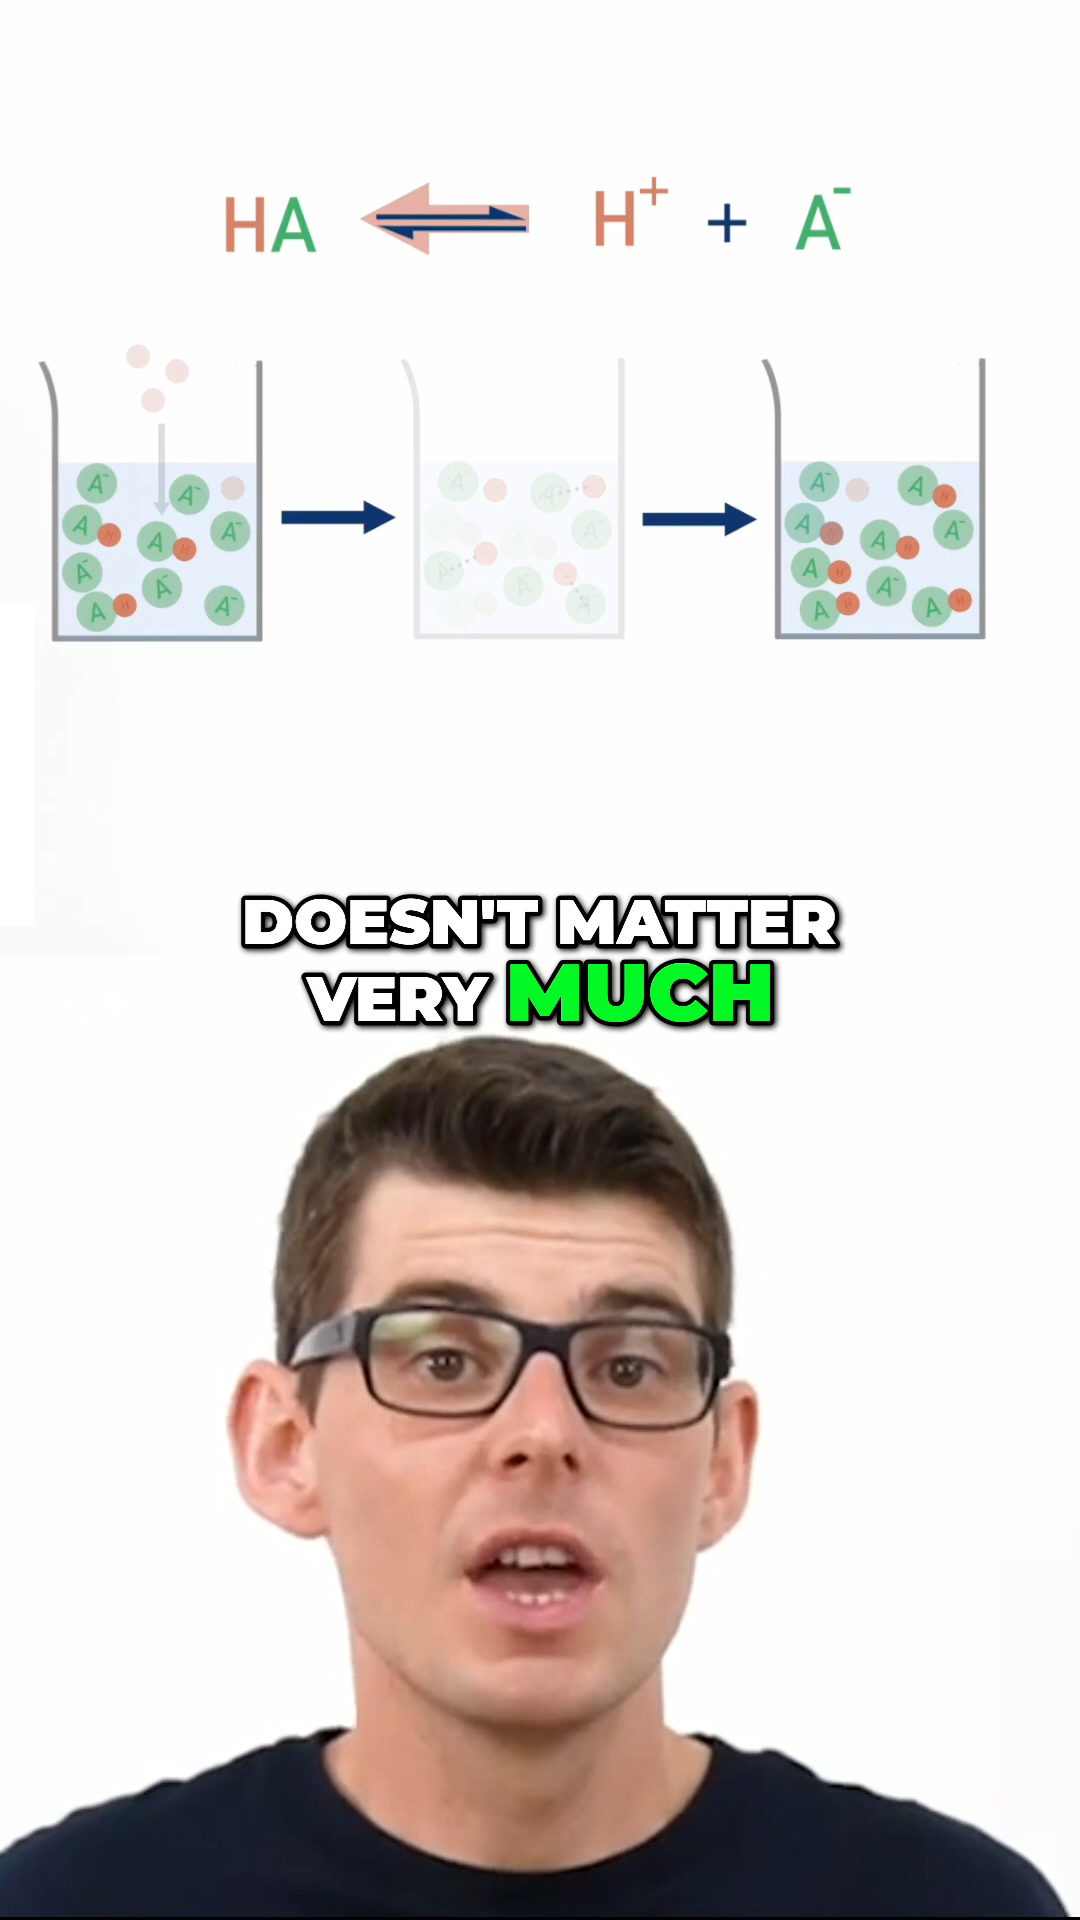 HA ⇌ H⁺ + A⁻
A⁻ A⁻ A⁻ A⁻
A H A H A⁻ A H A⁻
A⁻ A⁻ A⁻ A⁻ A⁻
A H A⁻ A H A⁻ A H A⁻
A H A H A⁻ A H
DOESN'T MATTER
VERY MUCH